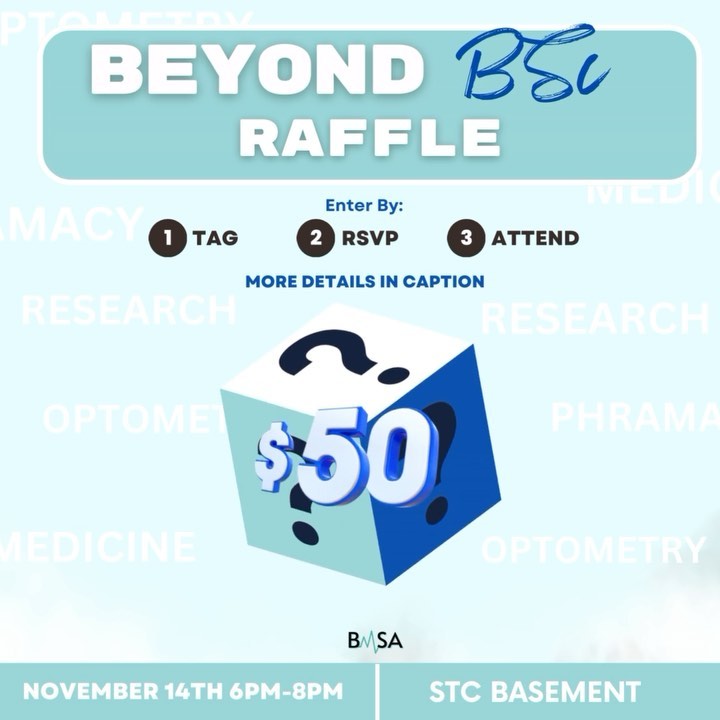 OPTOMETRY
BEYOND BSc
RAFFLE
MEDIC
AMACY
Enter By:
1 TAG 2 RSVP 3 ATTEND
MORE DETAILS IN CAPTION
RESEARCH RESEARCH
OPTOMET PHRAMA
$50
MEDICINE OPTOMETRY
BMSA
NOVEMBER 14TH 6PM-8PM STC BASEMENT